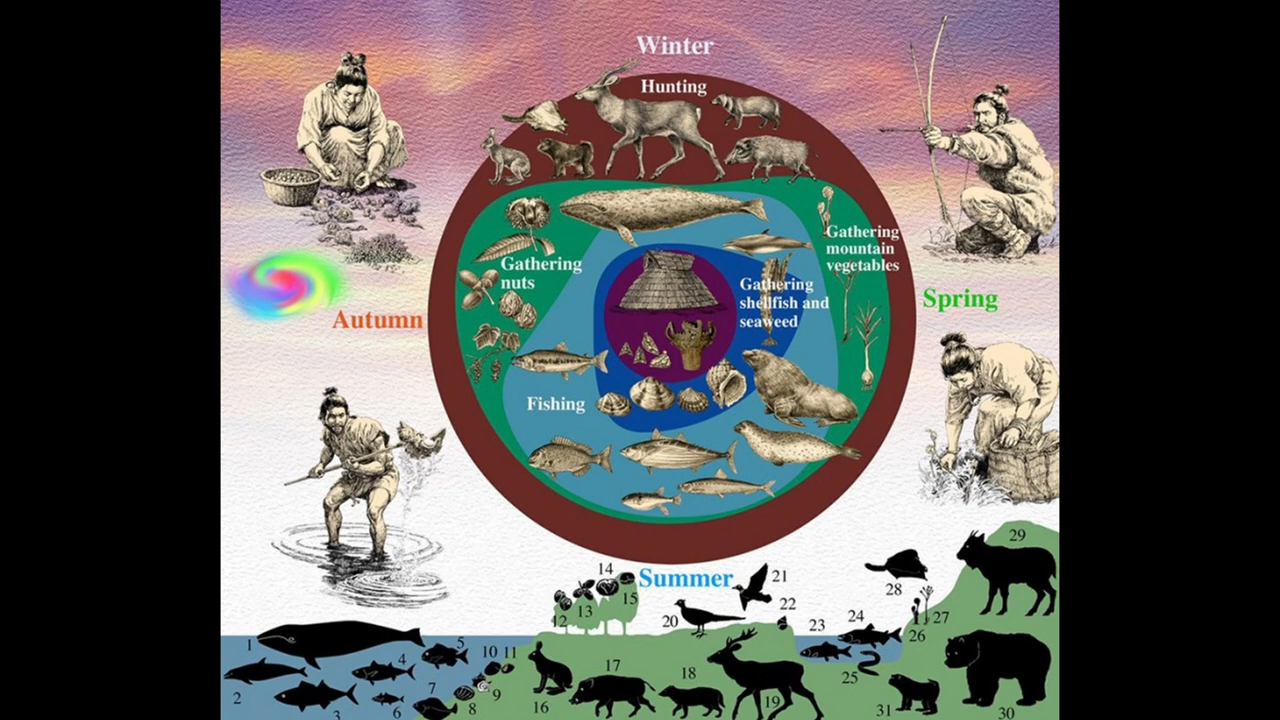 Winter
Hunting
Gathering
mountain
vegetables
Gathering
nuts
Gathering
shellfish and
seaweed
Spring
Autumn
Fishing
Summer
1
2
3
4
5
6
7
8
9
10
11
12
13
14
15
16
17
18
19
20
21
22
23
24
25
26
27
28
29
30
31